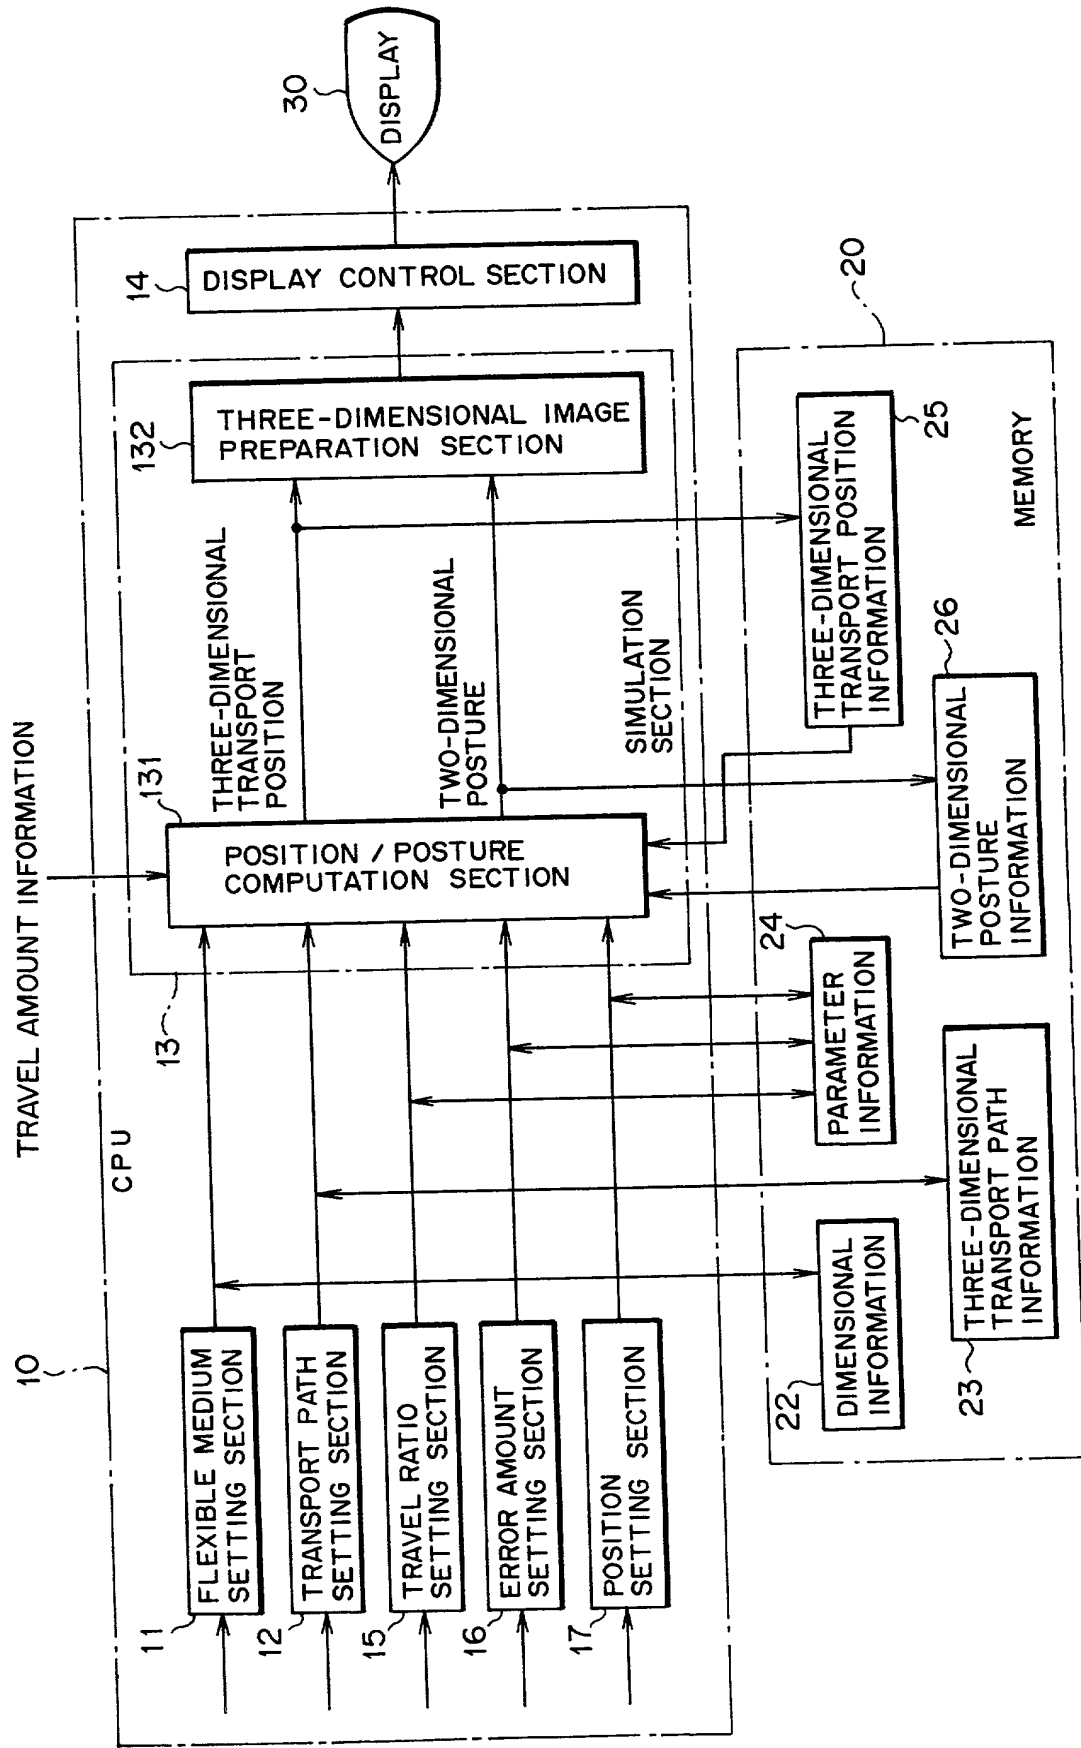 TRAVEL AMOUNT INFORMATION
10
CPU
11
FLEXIBLE MEDIUM
SETTING SECTION
12
TRANSPORT PATH
SETTING SECTION
15
TRAVEL RATIO
SETTING SECTION
16
ERROR AMOUNT
SETTING SECTION
17
POSITION
SETTING SECTION
13
131
POSITION / POSTURE
COMPUTATION SECTION
THREE-DIMENSIONAL
TRANSPORT
POSITION
TWO-DIMENSIONAL
POSTURE
SIMULATION
SECTION
132
THREE-DIMENSIONAL IMAGE
PREPARATION SECTION
14
DISPLAY CONTROL SECTION
30
DISPLAY
20
22
DIMENSIONAL
INFORMATION
23
THREE-DIMENSIONAL
TRANSPORT PATH
INFORMATION
24
PARAMETER
INFORMATION
26
TWO-DIMENSIONAL
POSTURE
INFORMATION
25
THREE-DIMENSIONAL
TRANSPORT POSITION
INFORMATION
MEMORY